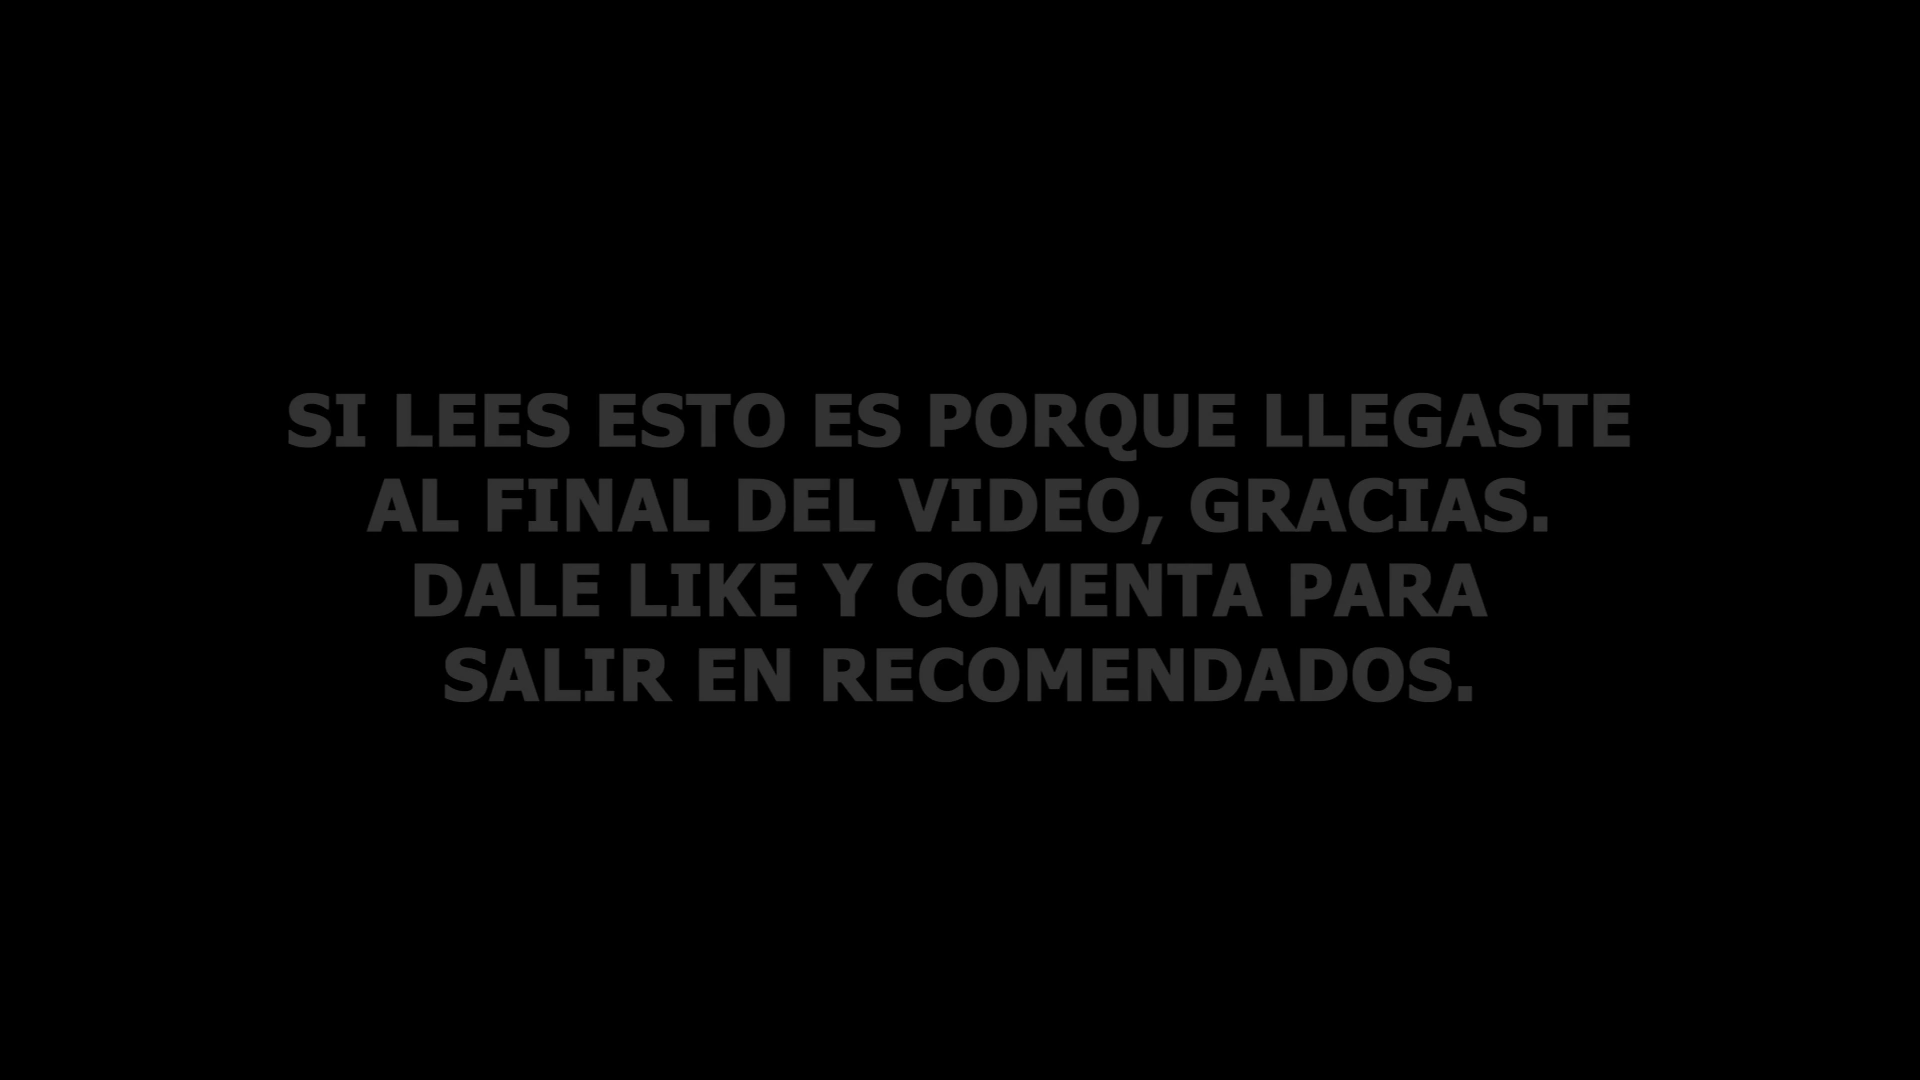 SI LEES ESTO ES PORQUE LLEGASTE
AL FINAL DEL VIDEO, GRACIAS.
DALE LIKE Y COMENTA PARA
SALIR EN RECOMENDADOS.